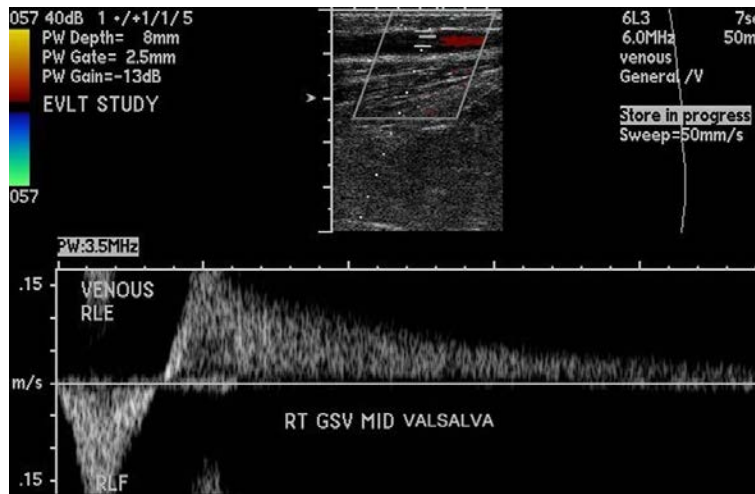 057 40dB 1 +/+1/1/5
PW Depth= 8mm
PW Gate= 2.5mm
PW Gain=-13dB
EVLT STUDY
057
6L3 7se
6.0MHz 50m
venous
General /V
Store in progress
Sweep=50mm/s
PW:3.5MHz
.15
VENOUS
RLE
m/s
RT GSV MID VALSALVA
.15
RLF